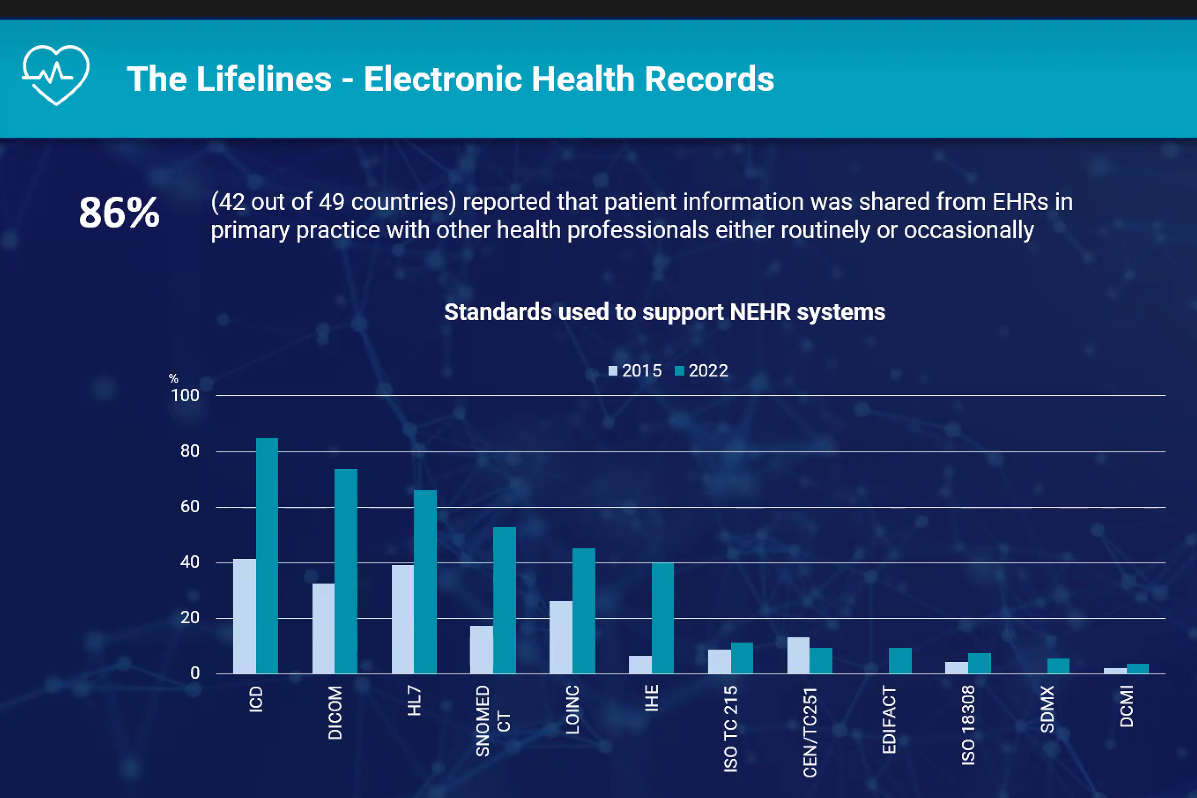 The Lifelines - Electronic Health Records
86%
(42 out of 49 countries) reported that patient information was shared from EHRs in
primary practice with other health professionals either routinely or occasionally
Standards used to support NEHR systems
2015 2022
%
100
80
60
40
20
0
ICD
DICOM
HL7
SNOMED
CT
LOINC
IHE
ISO TC 215
CEN/TC251
EDIFACT
ISO 18308
SDMX
DCMI